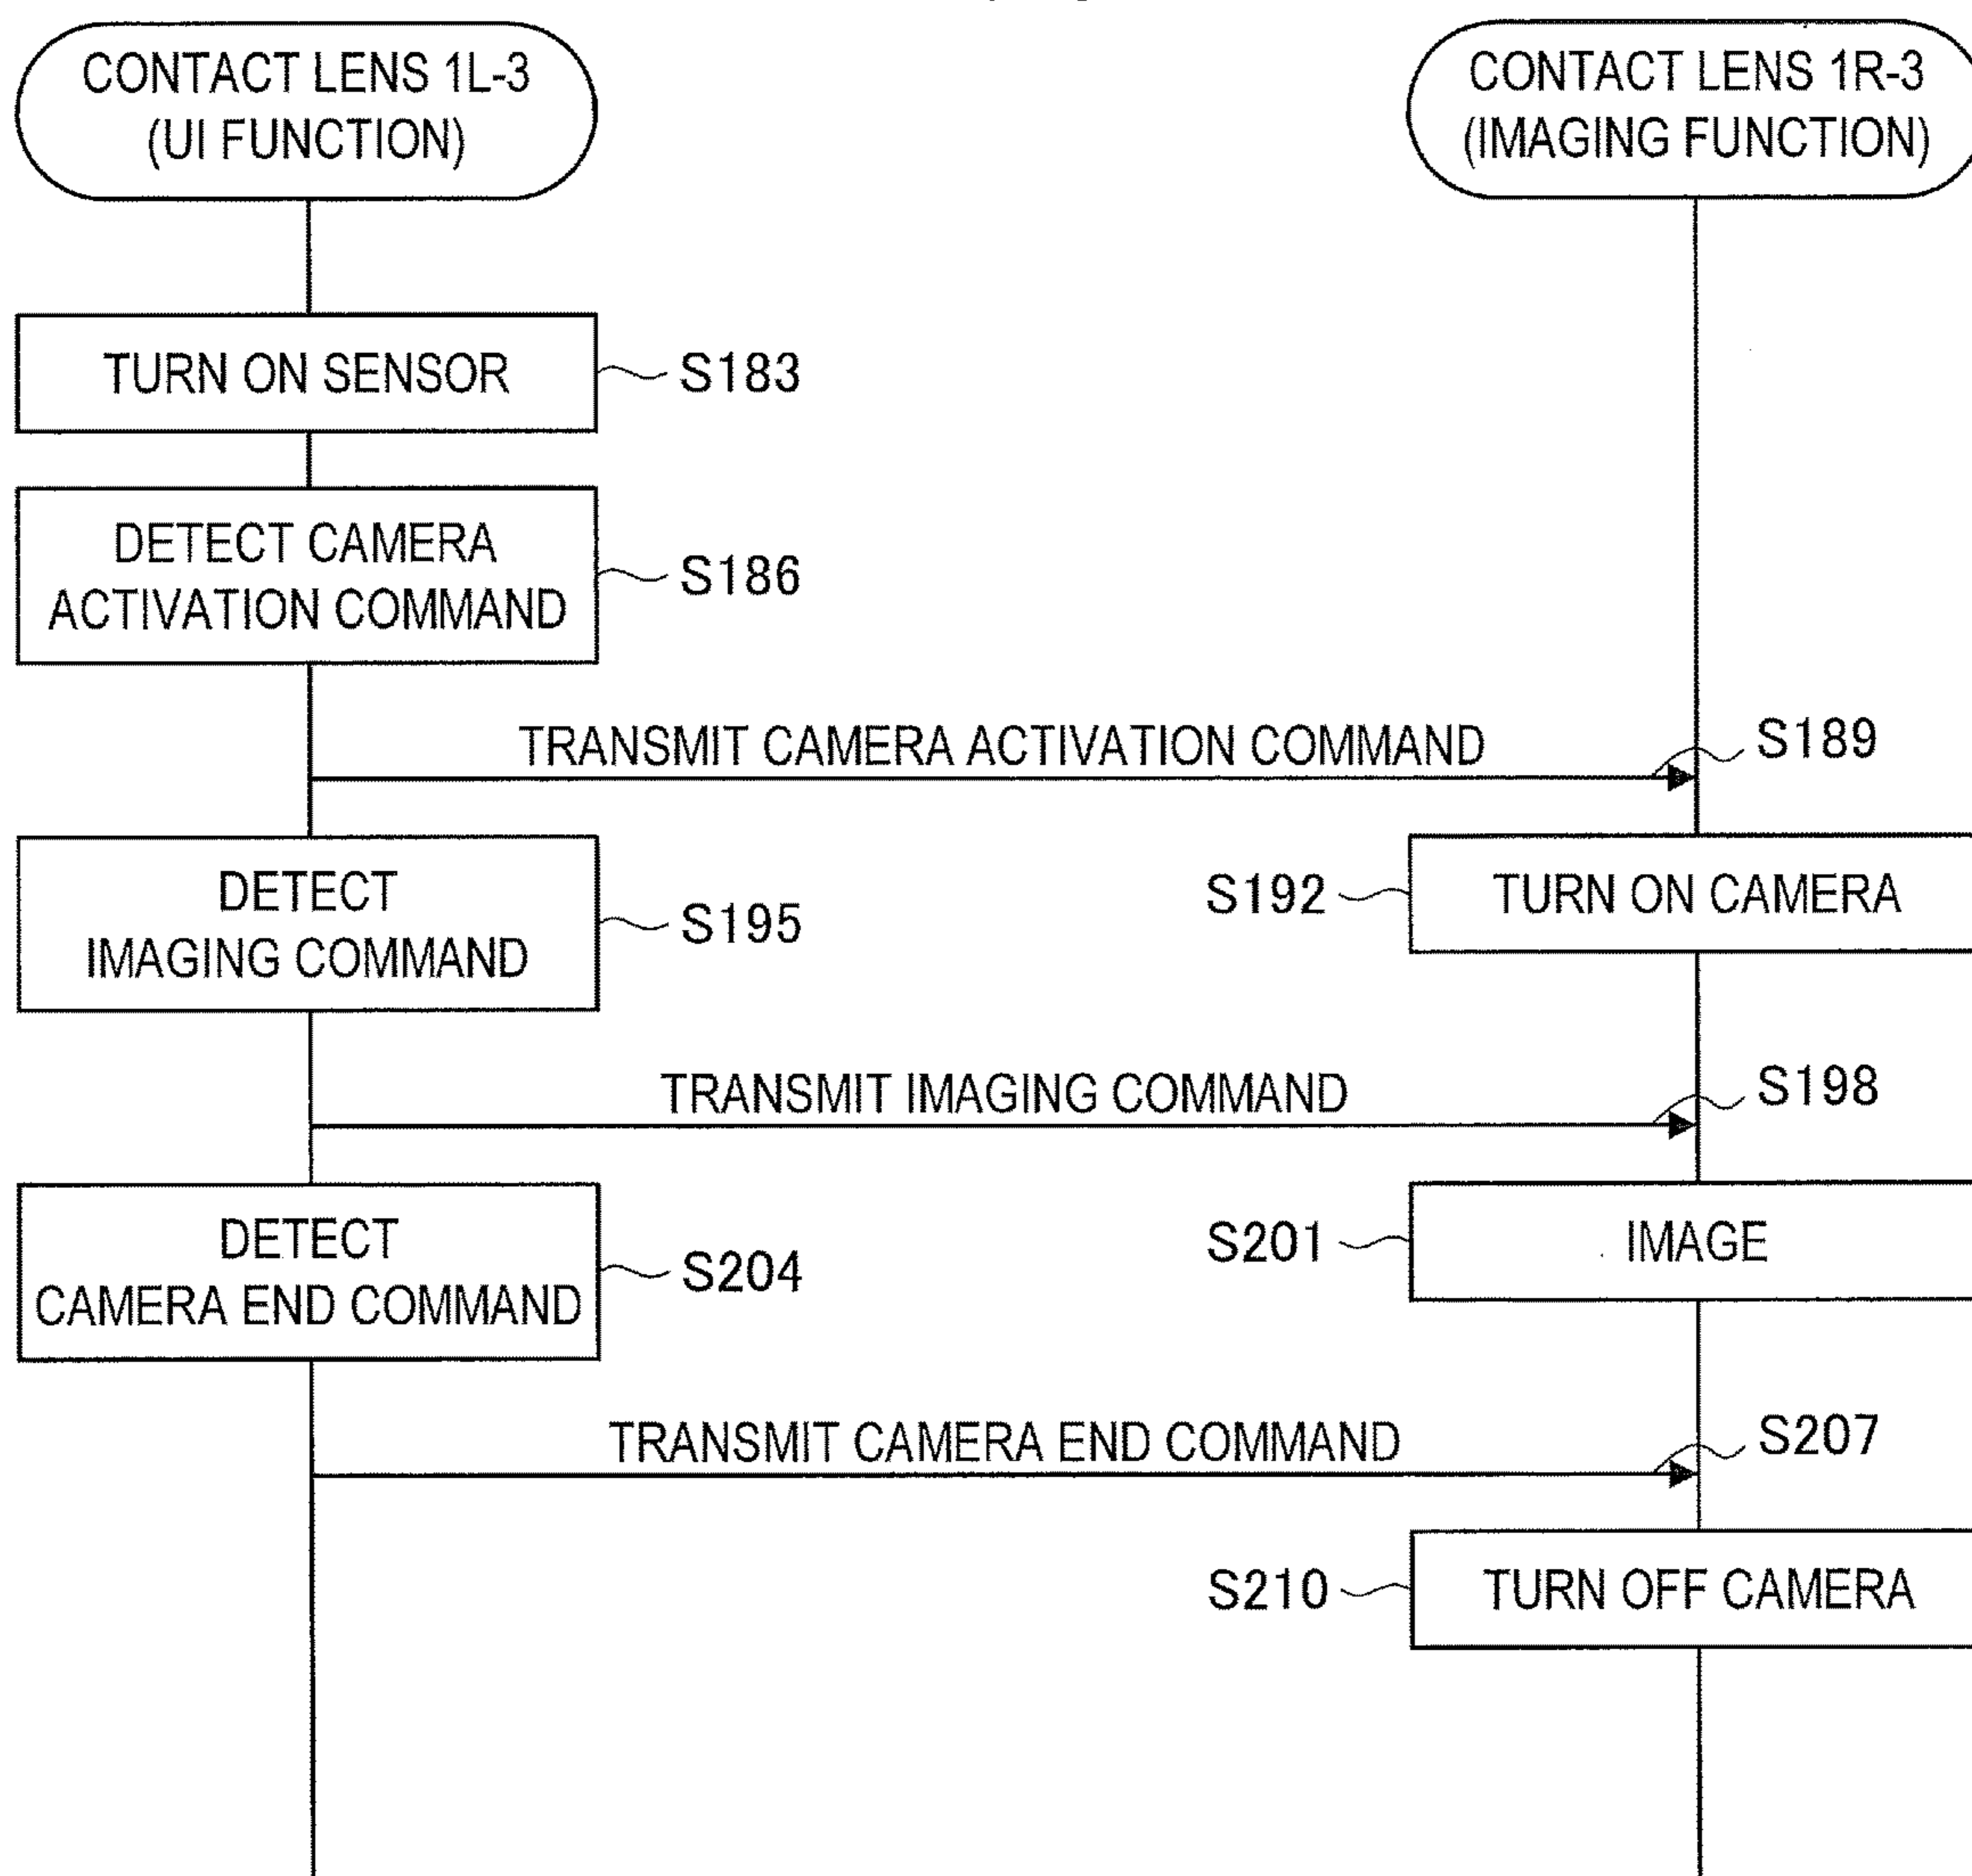 CONTACT LENS 1L-3
(UI FUNCTION)
CONTACT LENS 1R-3
(IMAGING FUNCTION)
TURN ON SENSOR
S183
DETECT CAMERA
ACTIVATION COMMAND
S186
TRANSMIT CAMERA ACTIVATION COMMAND
S189
DETECT
IMAGING COMMAND
S195
S192
TURN ON CAMERA
TRANSMIT IMAGING COMMAND
S198
DETECT
CAMERA END COMMAND
S204
S201
IMAGE
TRANSMIT CAMERA END COMMAND
S207
S210
TURN OFF CAMERA